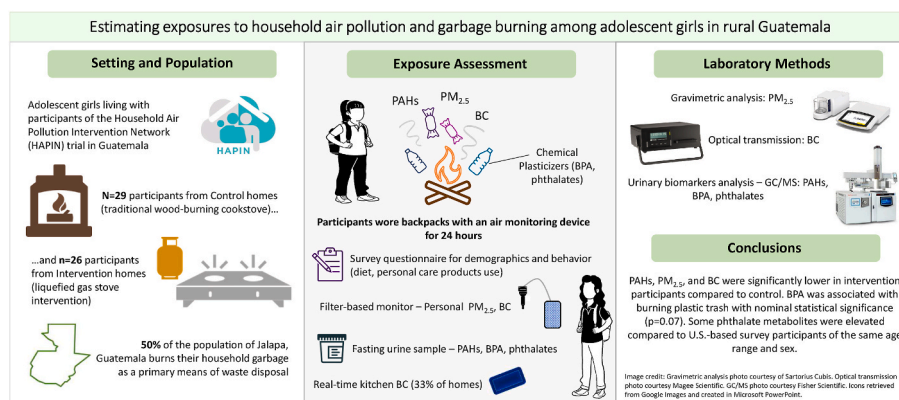 Estimating exposures to household air pollution and garbage burning among adolescent girls in rural Guatemala
Setting and Population
Adolescent girls living with
participants of the Household Air
Pollution Intervention Network
(HAPIN) trial in Guatemala
HAPIN
N=29 participants from Control homes
(traditional wood-burning cookstove)...
...and n=26 participants
from Intervention homes
(liquefied gas stove
intervention)
50% of the population of Jalapa,
Guatemala burns their household garbage
as a primary means of waste disposal
Exposure Assessment
PAHs
PM2.5
BC
Chemical
Plasticizers (BPA,
phthalates)
Participants wore backpacks with an air monitoring device
for 24 hours
Survey questionnaire for demographics and behavior
(diet, personal care products use)
Filter-based monitor – Personal PM2.5, BC
Fasting urine sample – PAHs, BPA, phthalates
Real-time kitchen BC (33% of homes)
Laboratory Methods
Gravimetric analysis: PM2.5
Optical transmission: BC
Urinary biomarkers analysis – GC/MS: PAHs,
BPA, phthalates
Conclusions
PAHs, PM2.5, and BC were significantly lower in intervention
participants compared to control. BPA was associated with
burning plastic trash with nominal statistical significance
(p=0.07). Some phthalate metabolites were elevated
compared to U.S.-based survey participants of the same age
range and sex.
Image credit: Gravimetric analysis photo courtesy of Sartorius Cubis. Optical transmission
photo courtesy Magee Scientific. GC/MS photo courtesy Fisher Scientific. Icons retrieved
from Google Images and created in Microsoft PowerPoint.